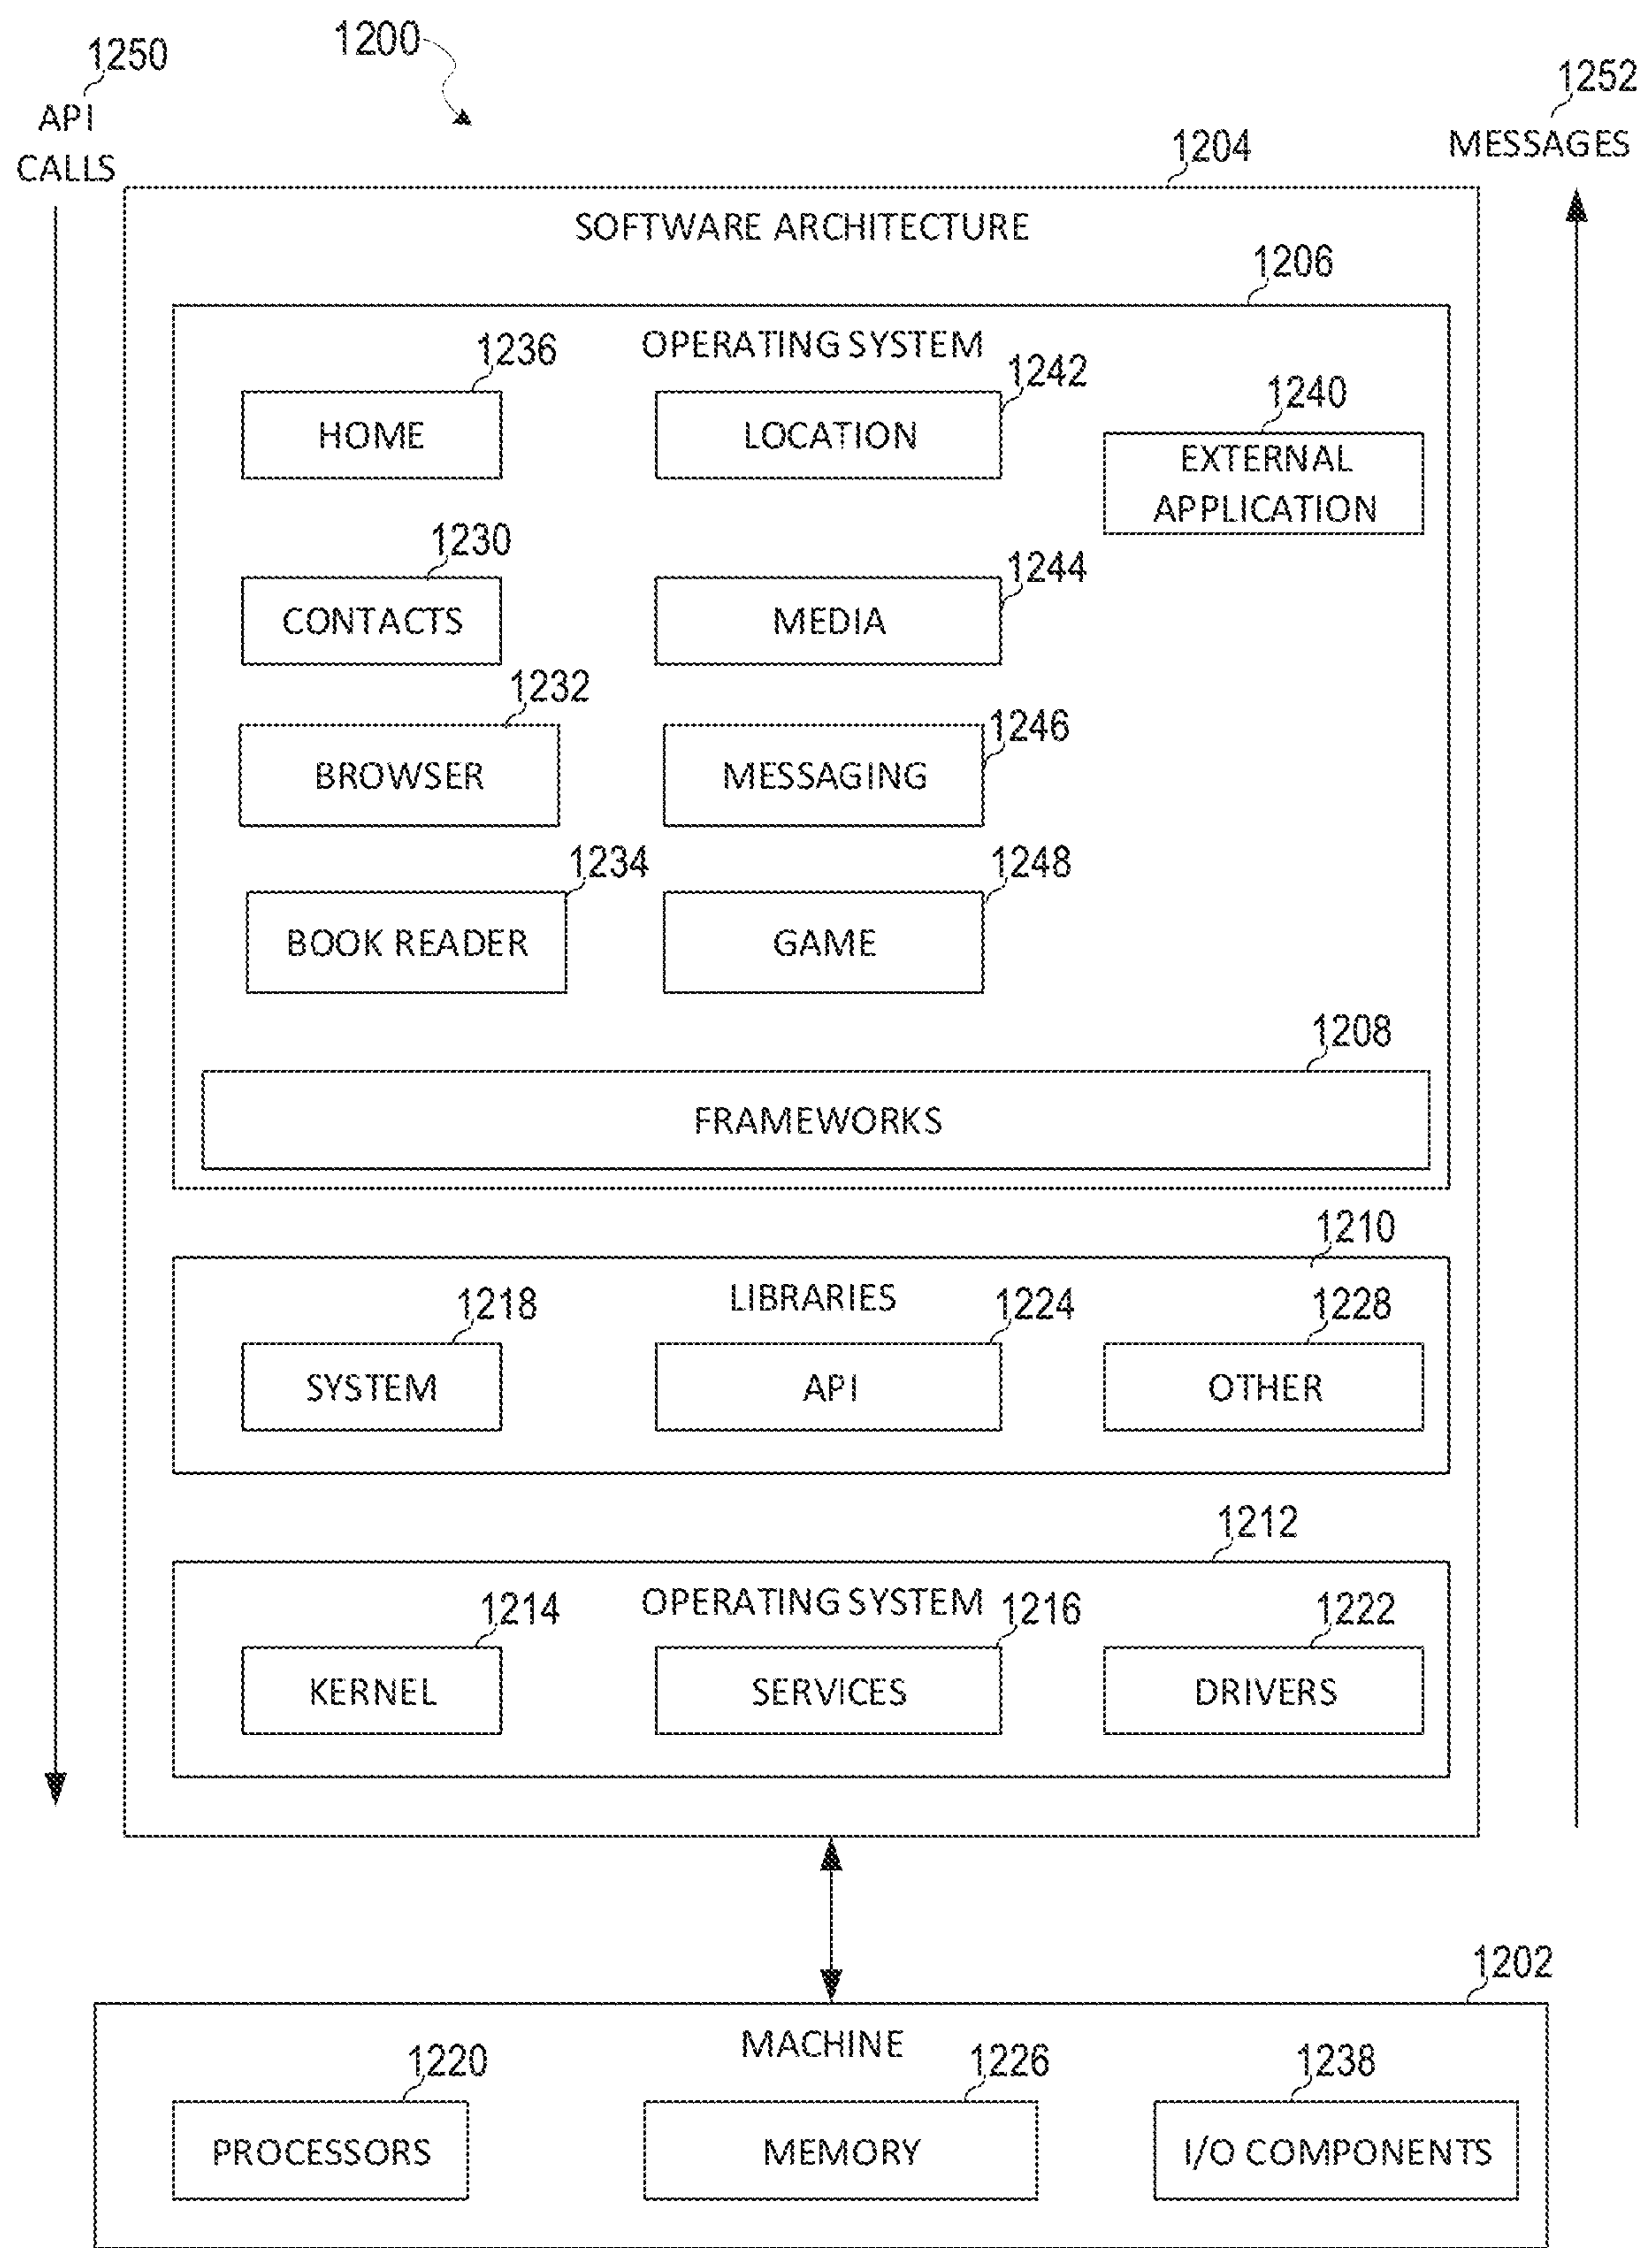 1250
1200
1252
API
CALLS
MESSAGES
1204
SOFTWARE ARCHITECTURE
1206
OPERATING SYSTEM
1236
1242
1240
HOME
LOCATION
EXTERNAL
APPLICATION
1230
1244
CONTACTS
MEDIA
1232
1246
BROWSER
MESSAGING
1234
1248
BOOK READER
GAME
1208
FRAMEWORKS
1210
LIBRARIES
1218
1224
1228
SYSTEM
API
OTHER
1212
OPERATING SYSTEM
1214
1216
1222
KERNEL
SERVICES
DRIVERS
1202
MACHINE
1220
1226
1238
PROCESSORS
MEMORY
I/O COMPONENTS